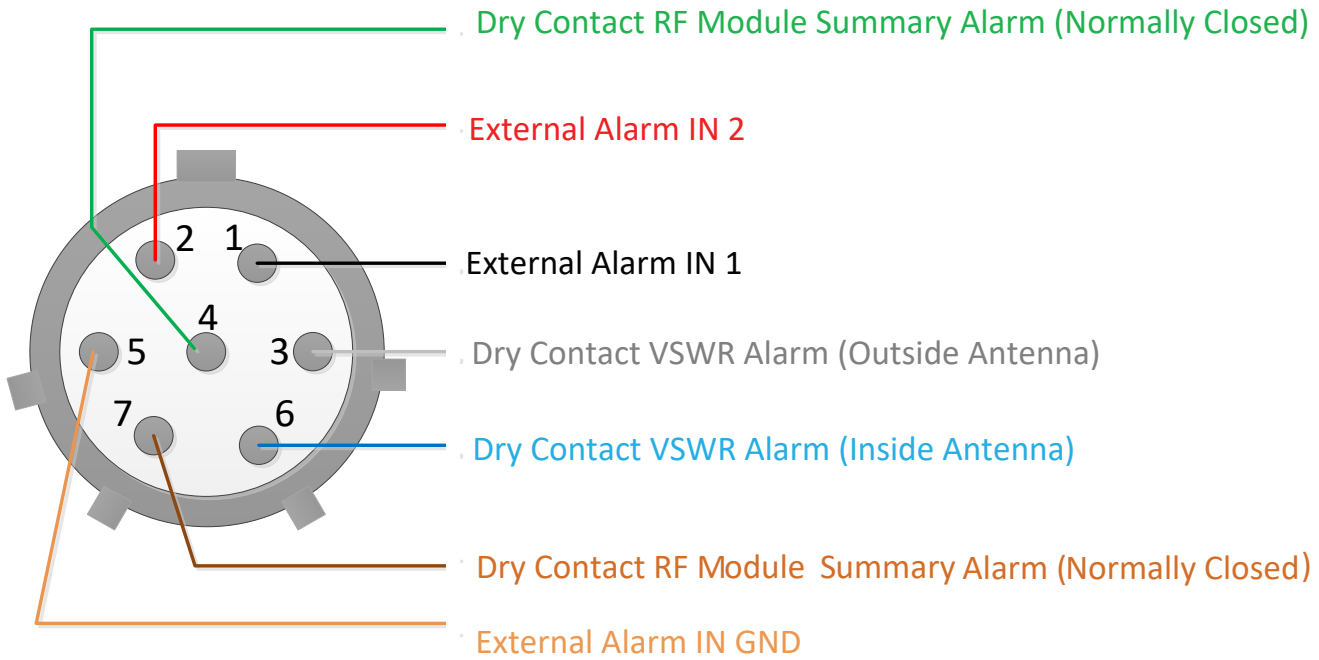 Dry Contact RF Module Summary Alarm (Normally Closed)
External Alarm IN 2
2 1
External Alarm IN 1
4
5 3
Dry Contact VSWR Alarm (Outside Antenna)
7 6
Dry Contact VSWR Alarm (Inside Antenna)
Dry Contact RF Module Summary Alarm (Normally Closed)
External Alarm IN GND